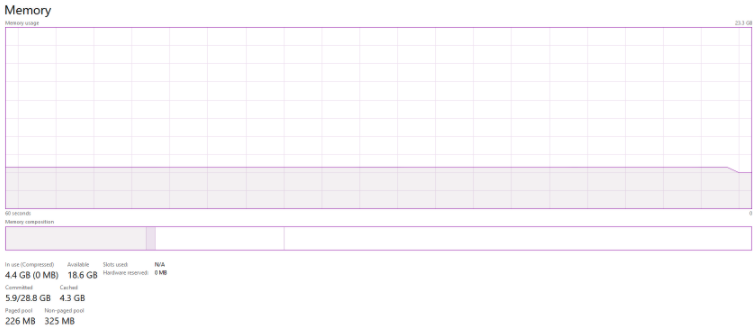 Memory
Memory usage 23.3 GB
60 seconds 0
Memory composition
In use (Compressed) Available Slots used: N/A
4.4 GB (0 MB) 18.6 GB Hardware reserved: 0 MB
Committed Cached
5.9/28.8 GB 4.3 GB
Paged pool Non-paged pool
226 MB 325 MB